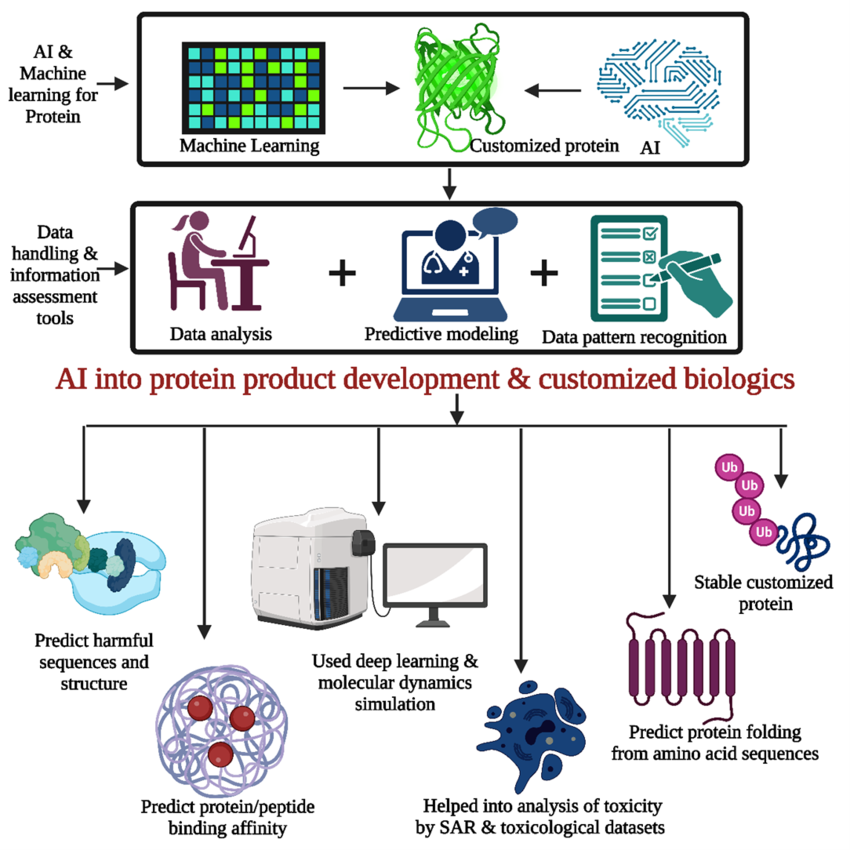 AI &
Machine
learning for
Protein
Machine Learning
Customized protein
AI
Data
handling &
information
assessment
tools
Data analysis
Predictive modeling
Data pattern recognition
AI into protein product development & customized biologics
Ub
Ub
Ub
Ub
Stable customized
protein
Predict harmful
sequences and
structure
Used deep learning &
molecular dynamics
simulation
Predict protein folding
from amino acid sequences
Predict protein/peptide
binding affinity
Helped into analysis of toxicity
by SAR & toxicological datasets